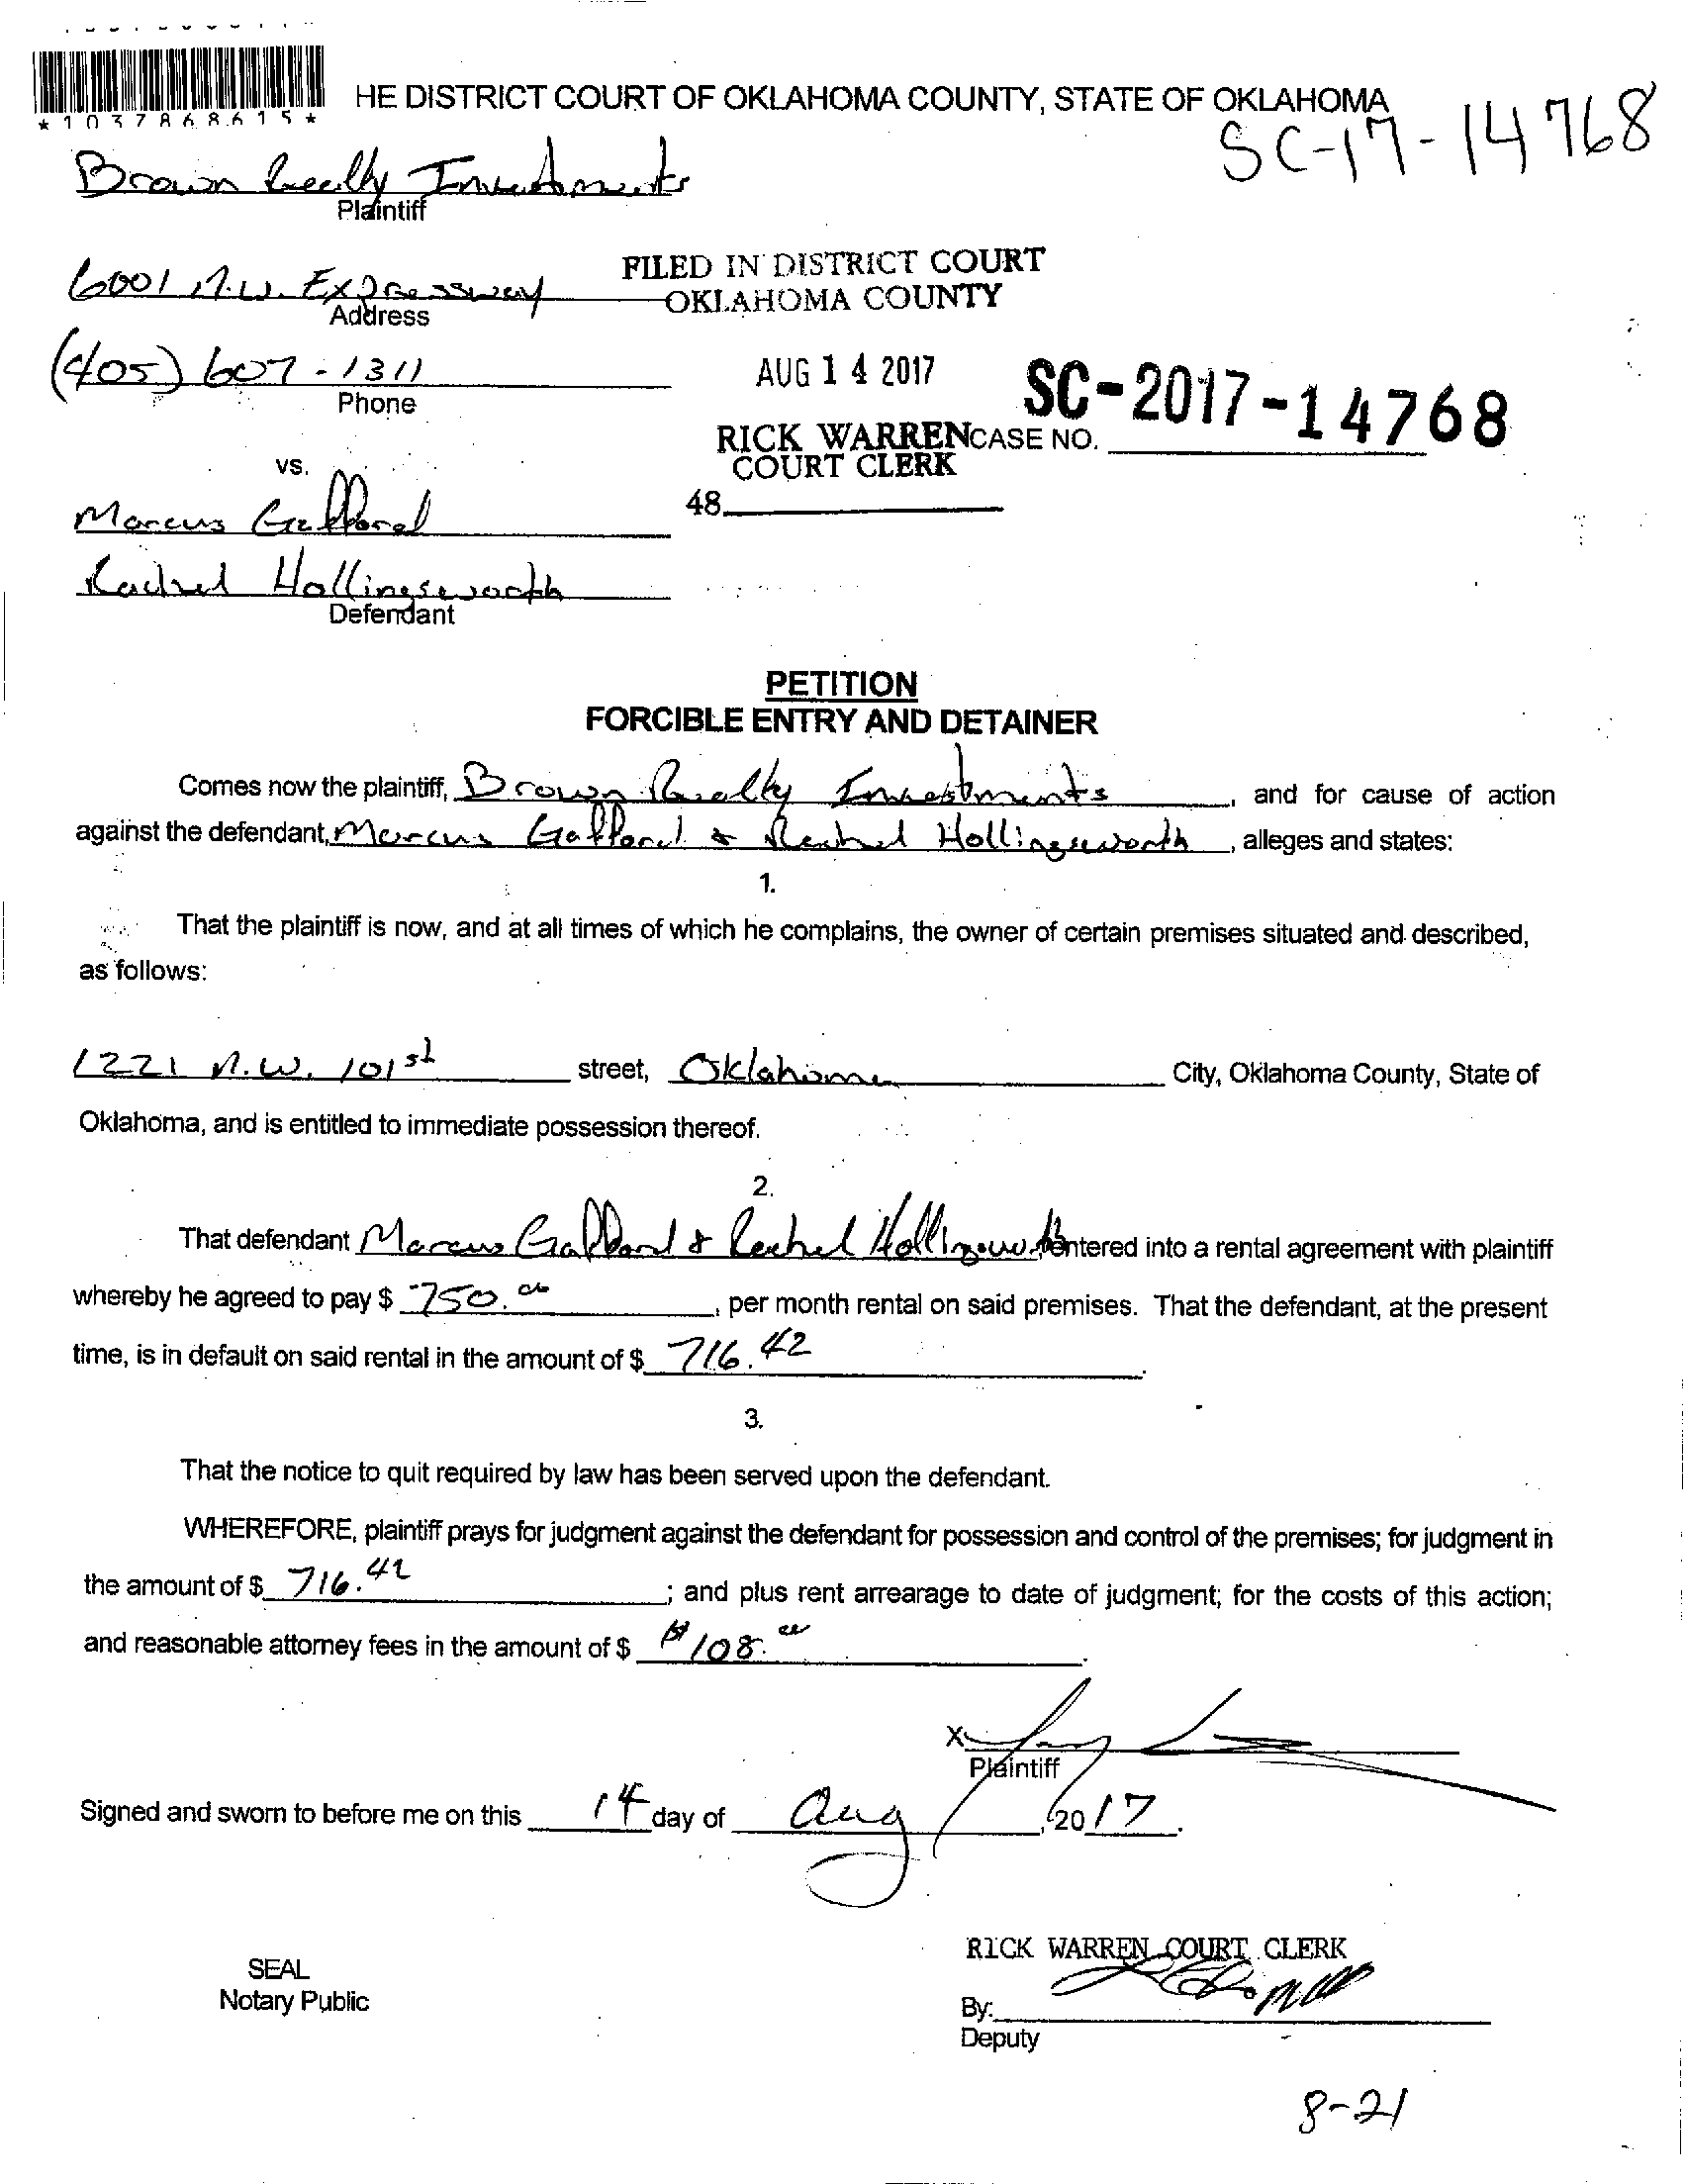 *1037868615*
HE DISTRICT COURT OF OKLAHOMA COUNTY, STATE OF OKLAHOMA
SC-17-14768
Brown Realty Investments
Plaintiff
6001 N.W. Expressway
Address
FILED IN DISTRICT COURT
OKLAHOMA COUNTY
(405) 607-1311
Phone
AUG 14 2017
SC-2017-14768
RICK WARREN CASE NO.
COURT CLERK
vs.
48
Marcus Gafford
Rachel Hollingsworth
Defendant
PETITION
FORCIBLE ENTRY AND DETAINER
Comes now the plaintiff, Brown Realty Investments, and for cause of action
against the defendant, Marcus Gafford & Rachel Hollingsworth, alleges and states:
1.
That the plaintiff is now, and at all times of which he complains, the owner of certain premises situated and described,
as follows:
1221 N.W. 101st street, Oklahoma City, Oklahoma County, State of
Oklahoma, and is entitled to immediate possession thereof.
2.
That defendant Marcus Gafford & Rachel Hollingsworth entered into a rental agreement with plaintiff
whereby he agreed to pay $ 750.00, per month rental on said premises. That the defendant, at the present
time, is in default on said rental in the amount of $ 716.42.
3.
That the notice to quit required by law has been served upon the defendant.
WHEREFORE, plaintiff prays for judgment against the defendant for possession and control of the premises; for judgment in
the amount of $ 716.42; and plus rent arrearage to date of judgment; for the costs of this action;
and reasonable attorney fees in the amount of $ $108.00.
X
Plaintiff
Signed and sworn to before me on this 14 day of Aug, 2017.
RICK WARREN COURT CLERK
SEAL
Notary Public
By:
Deputy
8-21